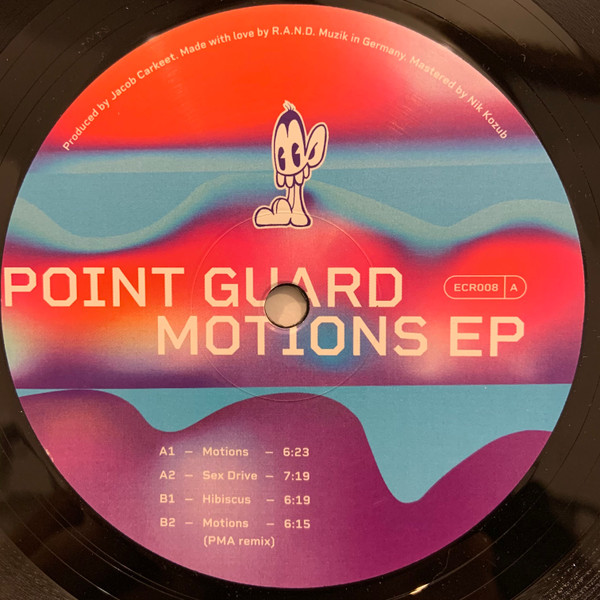 Produced by Jacob Carkeet. Made with love by R.A.N.D. Muzik in Germany. Mastered by Nik Kozub
POINT GUARD
ECR008 A
MOTIONS EP
A1 – Motions – 6:23
A2 – Sex Drive – 7:19
B1 – Hibiscus – 6:19
B2 – Motions – 6:15
(PMA remix)